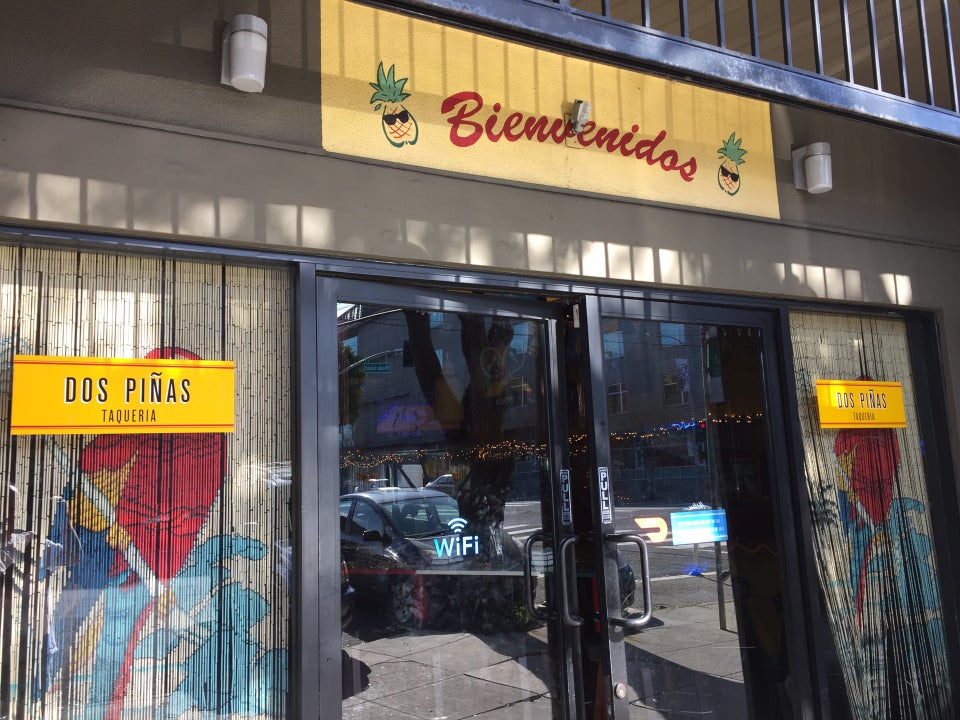 Bienvenidos
DOS PIÑAS
TAQUERIA
DOS PIÑAS
TAQUERIA
PULL
PULL
WiFi